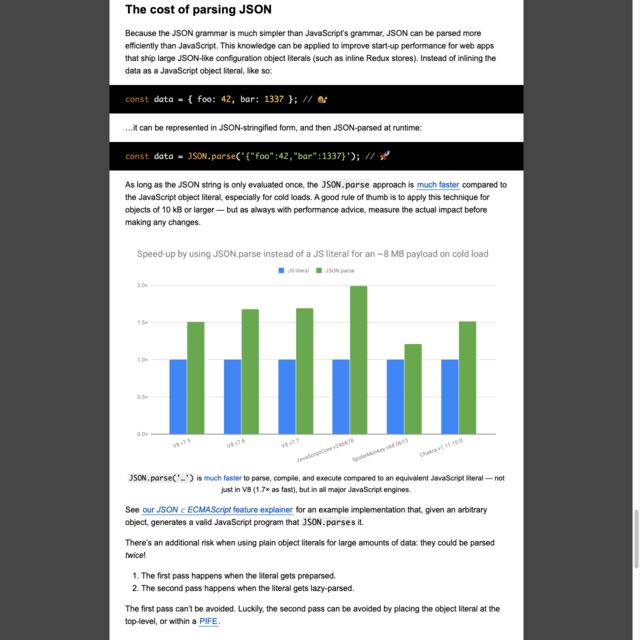 The cost of parsing JSON
Because the JSON grammar is much simpler than JavaScript's grammar, JSON can be parsed more
efficiently than JavaScript. This knowledge can be applied to improve start-up performance for web apps
that ship large JSON-like configuration object literals (such as inline Redux stores). Instead of inlining the
data as a JavaScript object literal, like so:
const data = { foo: 42, bar: 1337 }; // 🐌
…it can be represented in JSON-stringified form, and then JSON-parsed at runtime:
const data = JSON.parse('{"foo":42,"bar":1337}'); // 🚀
As long as the JSON string is only evaluated once, the JSON.parse approach is much faster compared to
the JavaScript object literal, especially for cold loads. A good rule of thumb is to apply this technique for
objects of 10 kB or larger — but as always with performance advice, measure the actual impact before
making any changes.
Speed-up by using JSON.parse instead of a JS literal for an ~8 MB payload on cold load
JS literal JSON.parse
2.0×
1.5×
1.0×
0.5×
0.0×
V8 v7.5
V8 v7.6
V8 v7.7
JavaScriptCore v246878
SpiderMonkey v68.0b13
Chakra v1.11.10.0
JSON.parse('…') is much faster to parse, compile, and execute compared to an equivalent JavaScript literal — not
just in V8 (1.7× as fast), but in all major JavaScript engines.
See our JSON ⊂ ECMAScript feature explainer for an example implementation that, given an arbitrary
object, generates a valid JavaScript program that JSON.parses it.
There's an additional risk when using plain object literals for large amounts of data: they could be parsed
twice!
1. The first pass happens when the literal gets preparsed.
2. The second pass happens when the literal gets lazy-parsed.
The first pass can't be avoided. Luckily, the second pass can be avoided by placing the object literal at the
top-level, or within a PIFE.